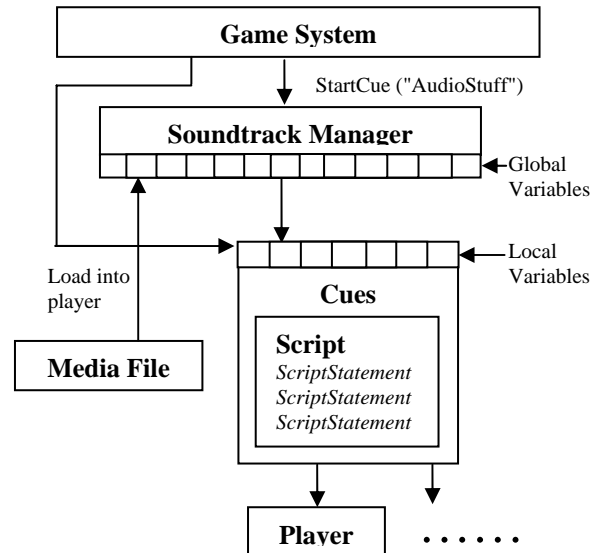 Game System
StartCue ("AudioStuff")
Soundtrack Manager
Global
Variables
Local
Variables
Load into
player
Cues
Media File
Script
ScriptStatement
ScriptStatement
ScriptStatement
Player
. . . . . .